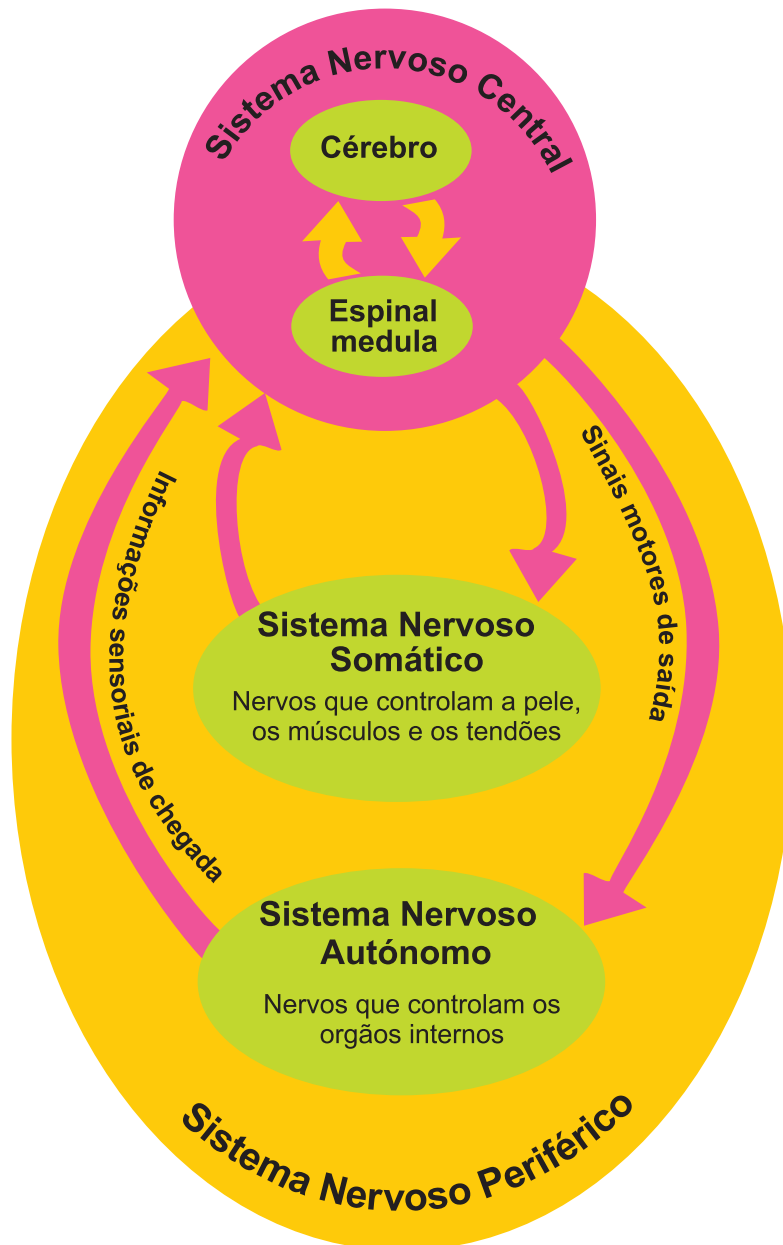 Sistema Nervoso Central
Cérebro
Espinal
medula
Informações sensoriais de chegada
Sinais motores de saída
Sistema Nervoso
Somático
Nervos que controlam a pele,
os músculos e os tendões
Sistema Nervoso
Autónomo
Nervos que controlam os
orgãos internos
Sistema Nervoso Periférico